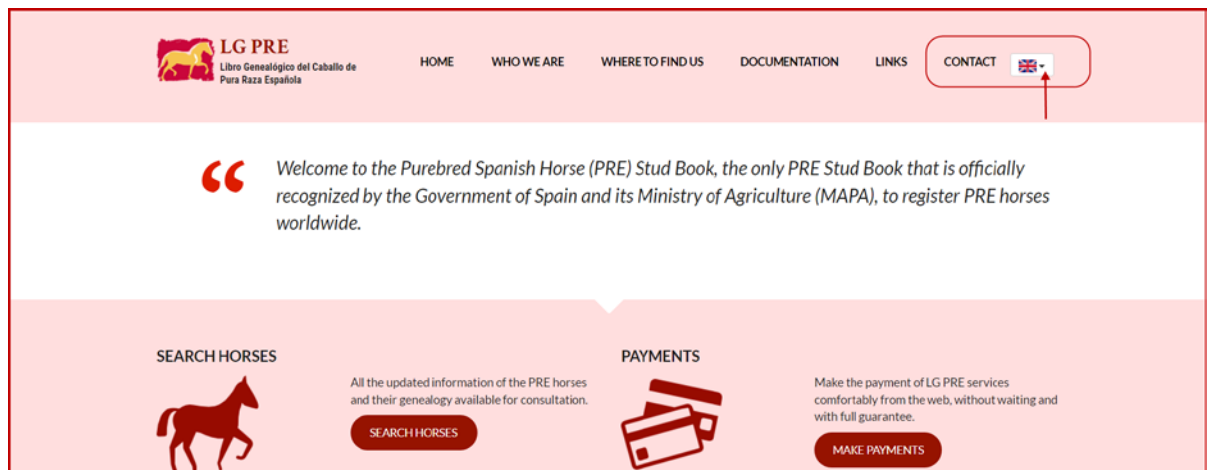 LG PRE
Libro Genealógico del Caballo de
Pura Raza Española
HOME WHO WE ARE WHERE TO FIND US DOCUMENTATION LINKS CONTACT
Welcome to the Purebred Spanish Horse (PRE) Stud Book, the only PRE Stud Book that is officially
recognized by the Government of Spain and its Ministry of Agriculture (MAPA), to register PRE horses
worldwide.
SEARCH HORSES
All the updated information of the PRE horses
and their genealogy available for consultation.
SEARCH HORSES
PAYMENTS
Make the payment of LG PRE services
comfortably from the web, without waiting and
with full guarantee.
MAKE PAYMENTS